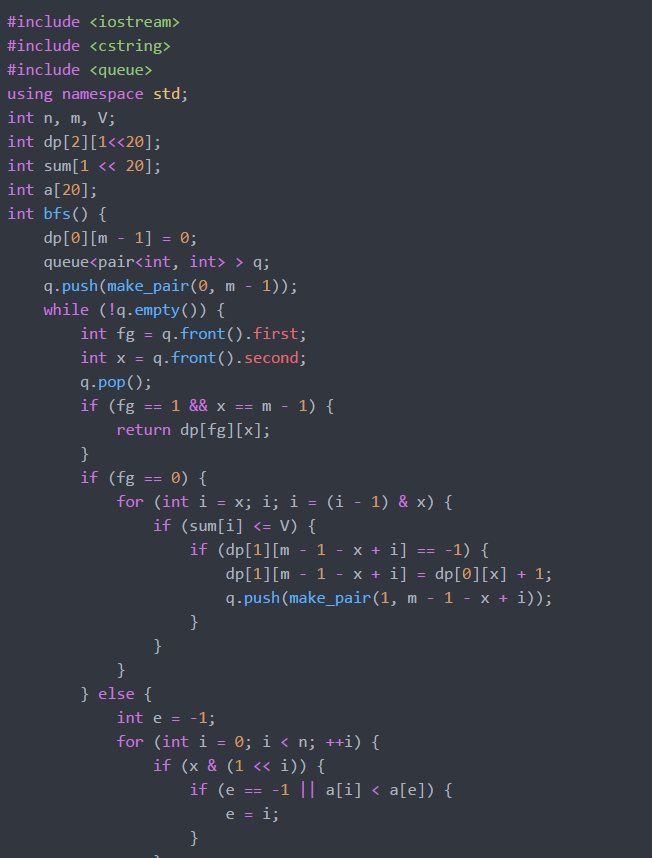 #include <iostream>
#include <cstring>
#include <queue>
using namespace std;
int n, m, V;
int dp[2][1<<20];
int sum[1 << 20];
int a[20];
int bfs() {
    dp[0][m - 1] = 0;
    queue<pair<int, int> > q;
    q.push(make_pair(0, m - 1));
    while (!q.empty()) {
        int fg = q.front().first;
        int x = q.front().second;
        q.pop();
        if (fg == 1 && x == m - 1) {
            return dp[fg][x];
        }
        if (fg == 0) {
            for (int i = x; i; i = (i - 1) & x) {
                if (sum[i] <= V) {
                    if (dp[1][m - 1 - x + i] == -1) {
                        dp[1][m - 1 - x + i] = dp[0][x] + 1;
                        q.push(make_pair(1, m - 1 - x + i));
                    }
                }
            }
        } else {
            int e = -1;
            for (int i = 0; i < n; ++i) {
                if (x & (1 << i)) {
                    if (e == -1 || a[i] < a[e]) {
                        e = i;
                    }
                }